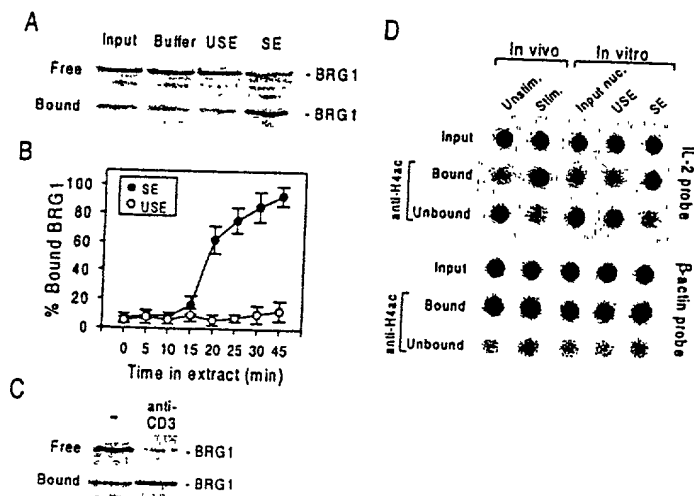 A
Input Buffer USE SE
Free - BRG1
Bound - BRG1
B
% Bound BRG1
100
80
60
40
20
0
SE
USE
0 5 10 15 20 25 30 45
Time in extract (min)
C
- anti-CD3
Free - BRG1
Bound - BRG1
D
In vivo In vitro
Unstim. Stim. Input nuc. USE SE
Input
anti-H4ac
Bound
Unbound
IL-2 probe
Input
anti-H4ac
Bound
Unbound
β-actin probe